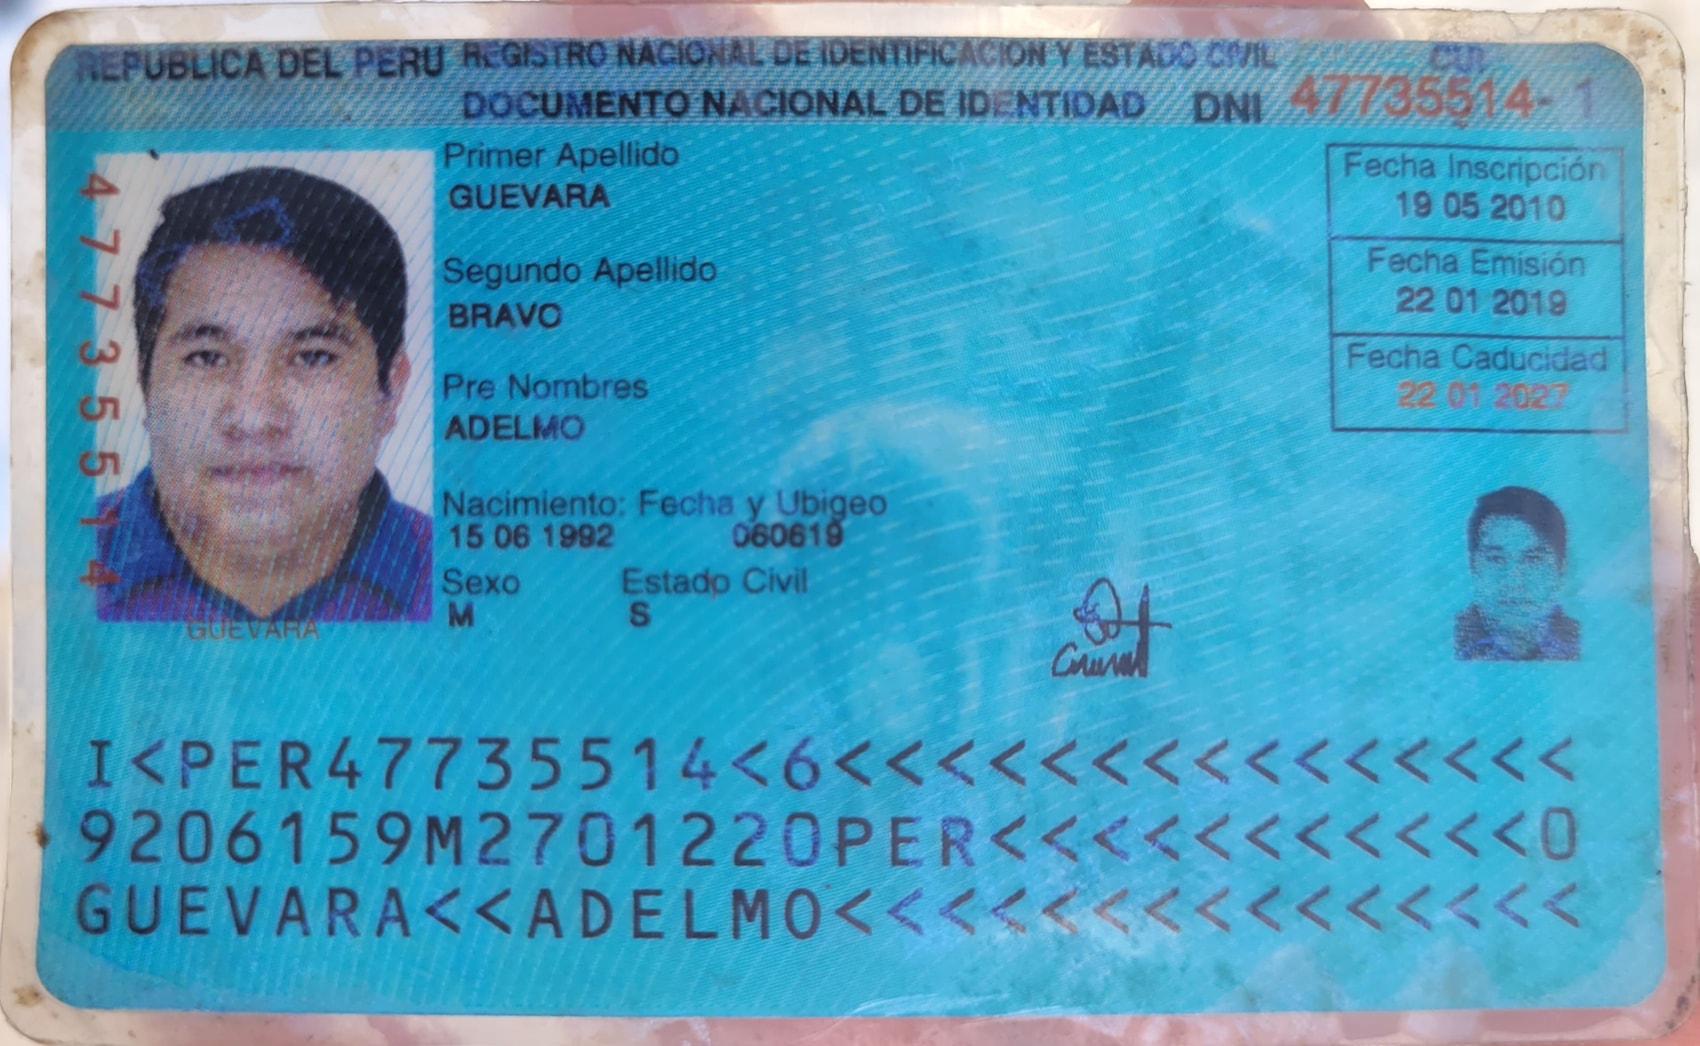 REPUBLICA DEL PERU
REGISTRO NACIONAL DE IDENTIFICACION Y ESTADO CIVIL
CUI
DOCUMENTO NACIONAL DE IDENTIDAD DNI 47735514-1
47735514
Primer Apellido
GUEVARA
Segundo Apellido
BRAVO
Pre Nombres
ADELMO
Nacimiento: Fecha y Ubigeo
15 06 1992 060619
Sexo Estado Civil
M S
GUEVARA
Fecha Inscripción
19 05 2010
Fecha Emisión
22 01 2019
Fecha Caducidad
22 01 2027
I<PER47735514<6<<<<<<<<<<<<<<<
9206159M2701220PER<<<<<<<<<<<0
GUEVARA<<ADELMO<<<<<<<<<<<<<<<